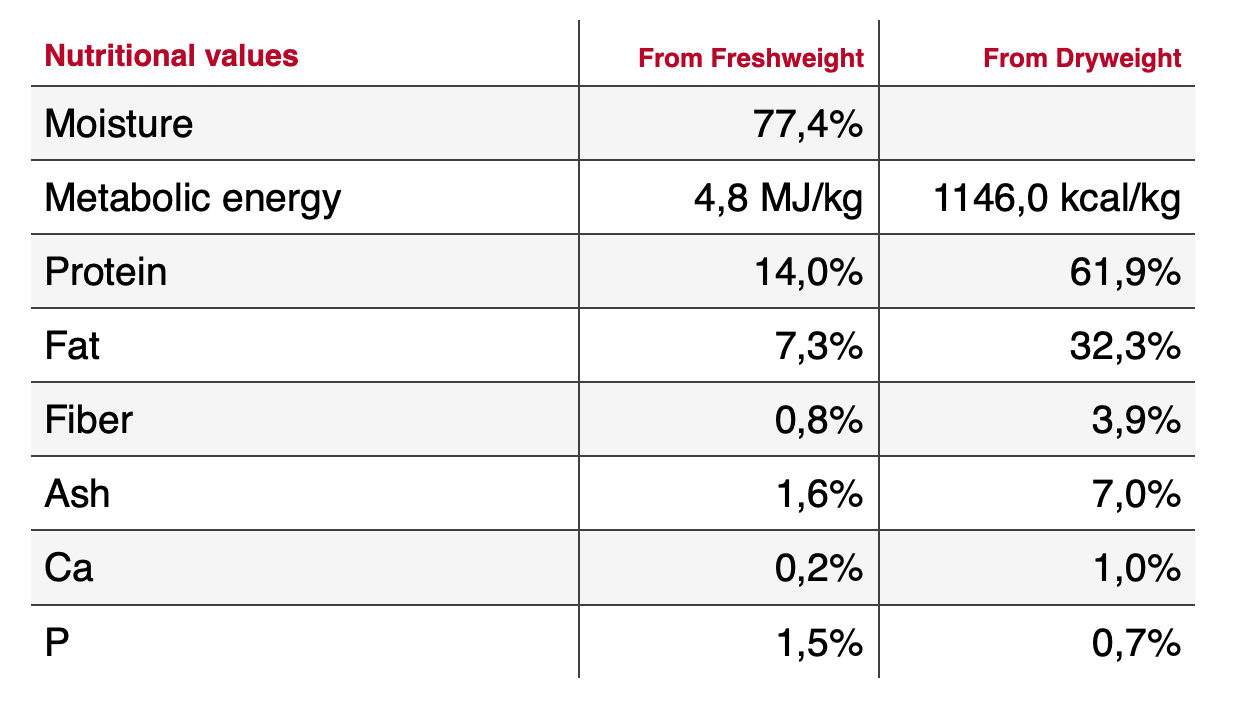 Nutritional values From Freshweight From Dryweight
Moisture 77,4%
Metabolic energy 4,8 MJ/kg 1146,0 kcal/kg
Protein 14,0% 61,9%
Fat 7,3% 32,3%
Fiber 0,8% 3,9%
Ash 1,6% 7,0%
Ca 0,2% 1,0%
P 1,5% 0,7%